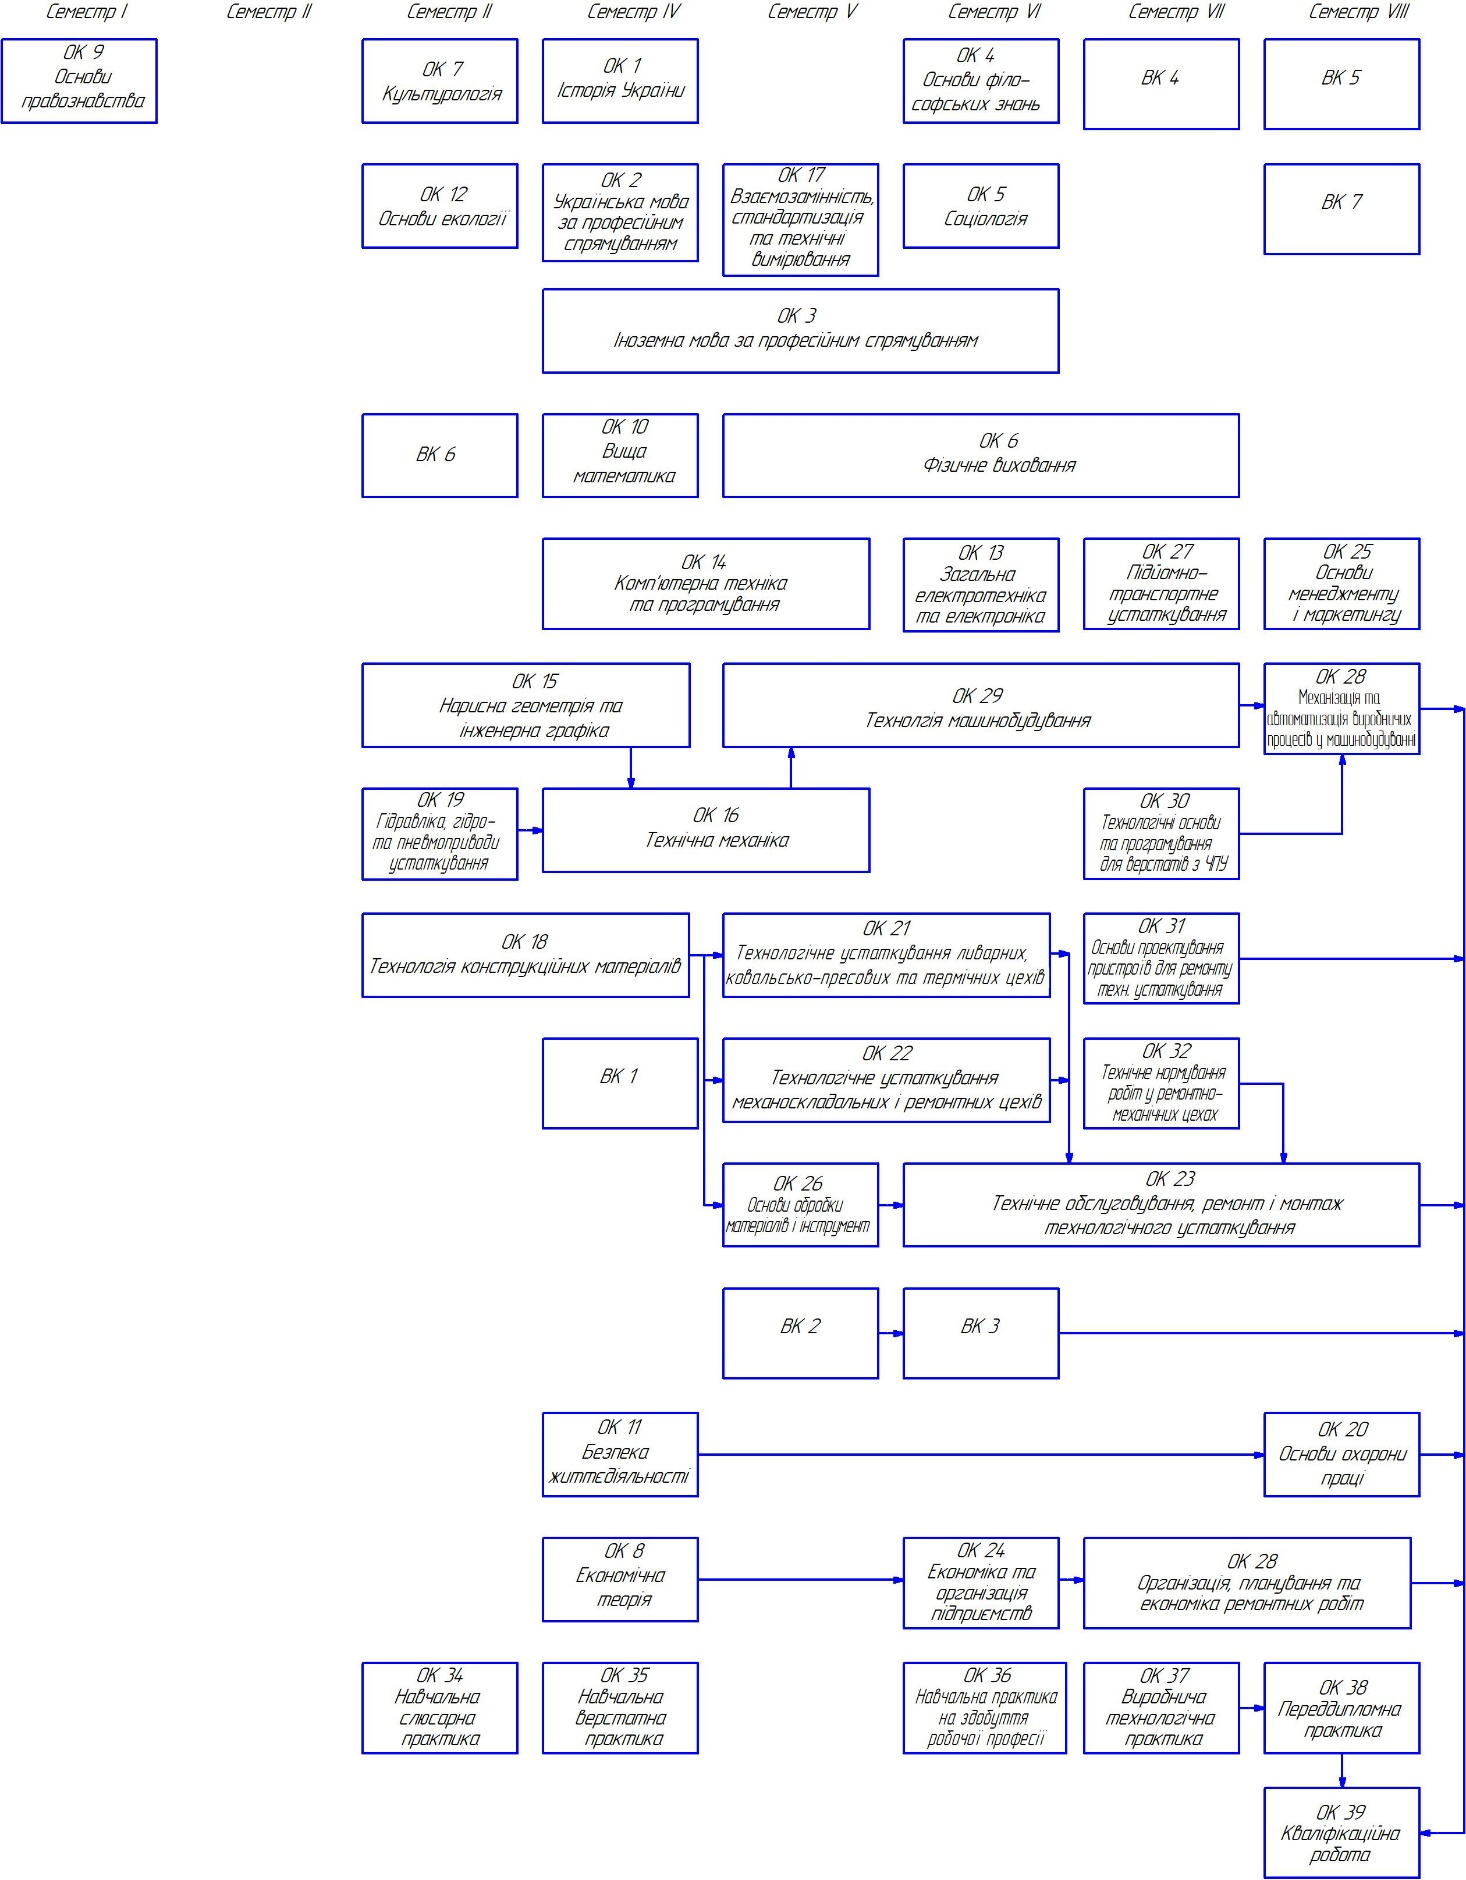 Семестр I
Семестр II
Семестр II
Семестр IV
Семестр V
Семестр VI
Семестр VII
Семестр VIII
ОК 9
Основи
правознавства
ОК 7
Культурологія
ОК 1
Історія України
ОК 4
Основи філо-
софських знань
ВК 4
ВК 5
ОК 12
Основи екології
ОК 2
Українська мова
за професійним
спрямуванням
ОК 17
Взаємозамінність,
стандартизація
та технічні
вимірювання
ОК 5
Соціологія
ВК 7
ОК 3
Іноземна мова за професійним спрямуванням
ВК 6
ОК 10
Вища
математика
ОК 6
Фізичне виховання
ОК 14
Комп'ютерна техніка
та програмування
ОК 13
Загальна
електротехніка
та електроніка
ОК 27
Підйомно-
транспортне
устаткування
ОК 25
Основи
менеджменту
і маркетингу
ОК 15
Нарисна геометрія та
інженерна графіка
ОК 29
Технолгія машинобудування
ОК 28
Механізація та
автоматизація виробничих
процесів у машинобудуванні
ОК 19
Гідравліка, гідро-
та пневмоприводи
устаткування
ОК 16
Технічна механіка
ОК 30
Технологічні основи
та програмування
для верстатів з ЧПУ
ОК 18
Технологія конструкційних матеріалів
ОК 21
Технологічне устаткування ливарних,
ковальсько-пресових та термічних цехів
ОК 31
Основи проектування
пристроїв для ремонту
техн. устаткування
ВК 1
ОК 22
Технологічне устаткування
механоскладальних і ремонтних цехів
ОК 32
Технічне нормування
робіт у ремонтно-
механічних цехах
ОК 26
Основи обробки
матеріалів і інструмент
ОК 23
Технічне обслуговування, ремонт і монтаж
технологічного устаткування
ВК 2
ВК 3
ОК 11
Безпека
життєдіяльності
ОК 20
Основи охорони
праці
ОК 8
Економічна
теорія
ОК 24
Економіка та
організація
підприємств
ОК 28
Організація, планування та
економіка ремонтних робіт
ОК 34
Навчальна
слюсарна
практика
ОК 35
Навчальна
верстатна
практика
ОК 36
Навчальна практика
на здобуття
робочої професії
ОК 37
Виробнича
технологічна
практика
ОК 38
Переддипломна
практика
ОК 39
Кваліфікаційна
робота